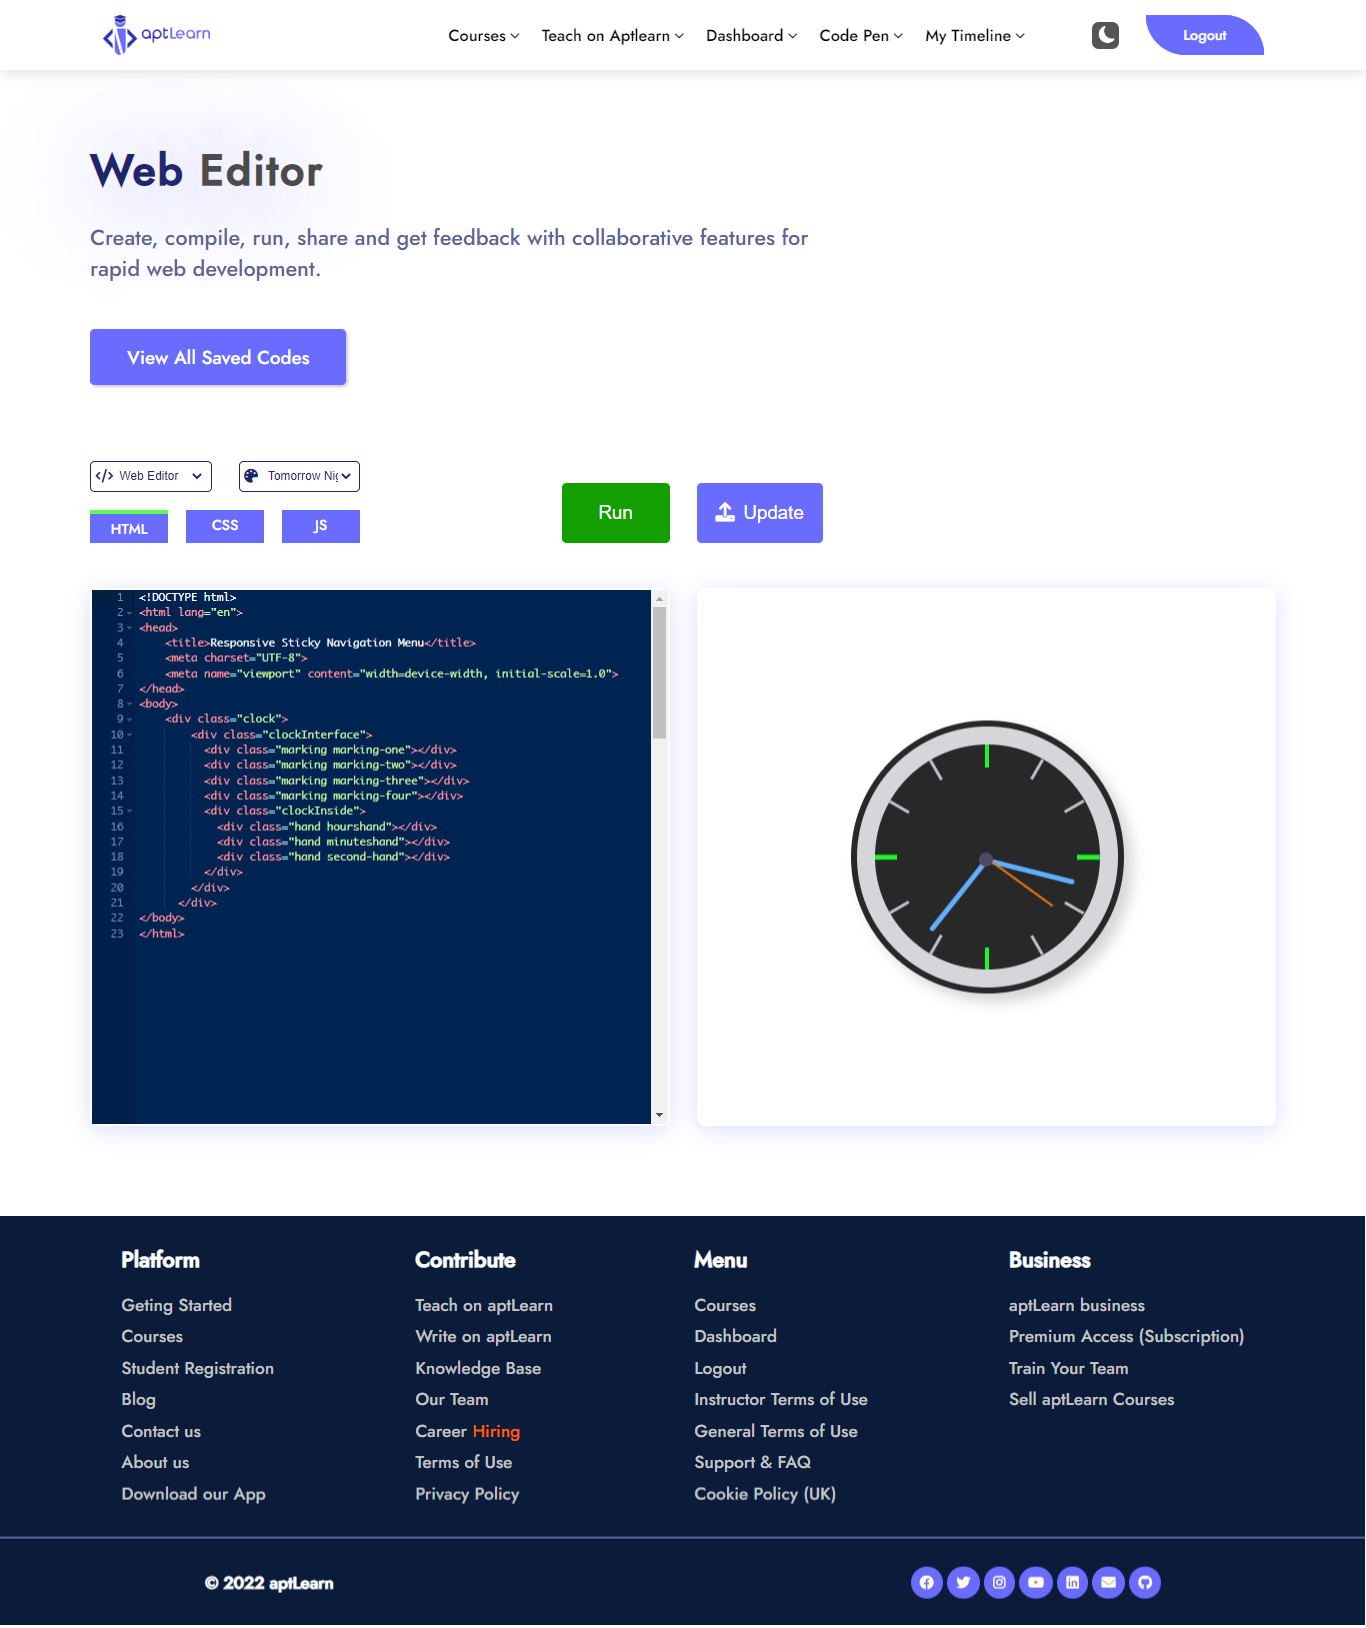 aptLearn
Courses Teach on Aptlearn Dashboard Code Pen My Timeline Logout
Web Editor
Create, compile, run, share and get feedback with collaborative features for
rapid web development.
View All Saved Codes
</> Web Editor Tomorrow Nig
HTML CSS JS Run Update
1 <!DOCTYPE html>
2 <html lang="en">
3 <head>
4 <title>Responsive Sticky Navigation Menu</title>
5 <meta charset="UTF-8">
6 <meta name="viewport" content="width=device-width, initial-scale=1.0">
7 </head>
8 <body>
9 <div class="clock">
10 <div class="clockInterface">
11 <div class="marking marking-one"></div>
12 <div class="marking marking-two"></div>
13 <div class="marking marking-three"></div>
14 <div class="marking marking-four"></div>
15 <div class="clockInside">
16 <div class="hand hourshand"></div>
17 <div class="hand minuteshand"></div>
18 <div class="hand second-hand"></div>
19 </div>
20 </div>
21 </div>
22 </body>
23 </html>
Platform
Geting Started
Courses
Student Registration
Blog
Contact us
About us
Download our App
Contribute
Teach on aptLearn
Write on aptLearn
Knowledge Base
Our Team
Career Hiring
Terms of Use
Privacy Policy
Menu
Courses
Dashboard
Logout
Instructor Terms of Use
General Terms of Use
Support & FAQ
Cookie Policy (UK)
Business
aptLearn business
Premium Access (Subscription)
Train Your Team
Sell aptLearn Courses
© 2022 aptLearn